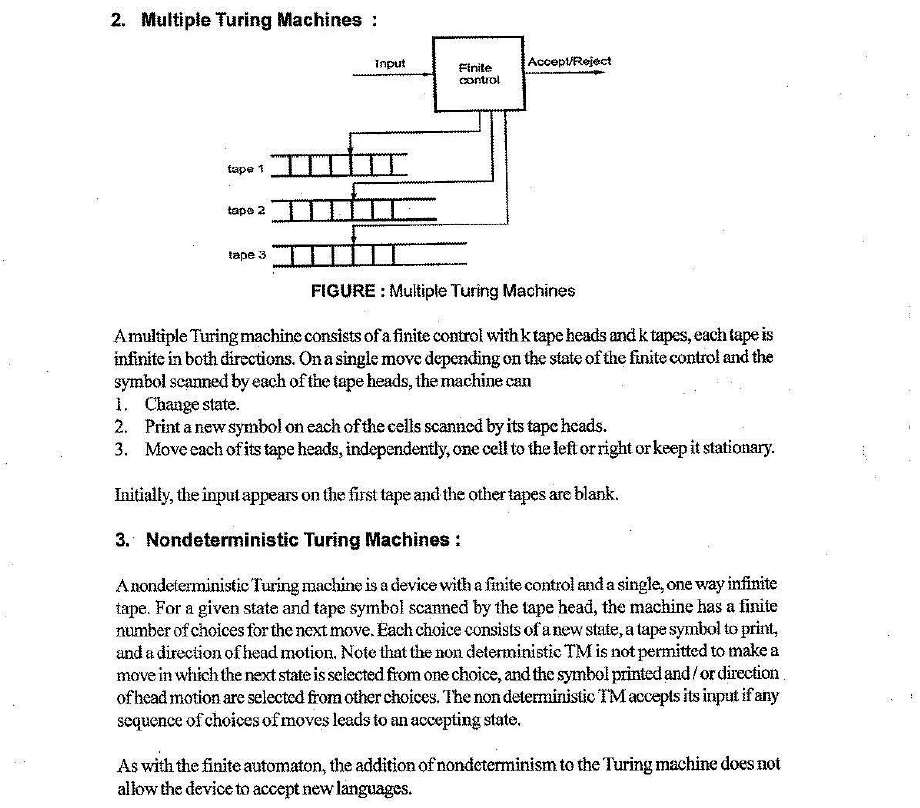 2. Multiple Turing Machines :
Input
Finite
control
Accept/Reject
tape 1
tape 2
tape 3
FIGURE : Multiple Turing Machines
A multiple Turing machine consists of a finite control with k tape heads and k tapes, each tape is
infinite in both directions. On a single move depending on the state of the finite control and the
symbol scanned by each of the tape heads, the machine can
1. Change state.
2. Print a new symbol on each of the cells scanned by its tape heads.
3. Move each of its tape heads, independently, one cell to the left or right or keep it stationary.
Initially, the input appears on the first tape and the other tapes are blank.
3. Nondeterministic Turing Machines :
A nondeterministic Turing machine is a device with a finite control and a single, one way infinite
tape. For a given state and tape symbol scanned by the tape head, the machine has a finite
number of choices for the next move. Each choice consists of a new state, a tape symbol to print,
and a direction of head motion. Note that the non deterministic TM is not permitted to make a
move in which the next state is selected from one choice, and the symbol printed and / or direction
of head motion are selected from other choices. The non deterministic TM accepts its input if any
sequence of choices of moves leads to an accepting state.
As with the finite automaton, the addition of nondeterminism to the Turing machine does not
allow the device to accept new languages.